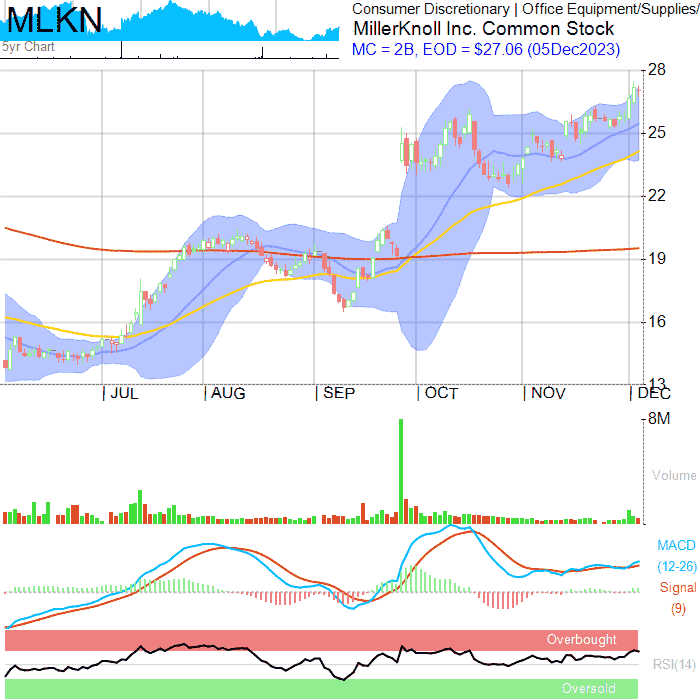 MLKN
5yr Chart
Consumer Discretionary | Office Equipment/Supplies/
MillerKnoll Inc. Common Stock
MC = 2B, EOD = $27.06 (05Dec2023)
28
25
22
19
16
13
JUL AUG SEP OCT NOV DEC
8M
Volume
MACD
(12-26)
Signal
(9)
Overbought
RSI(14)
Oversold